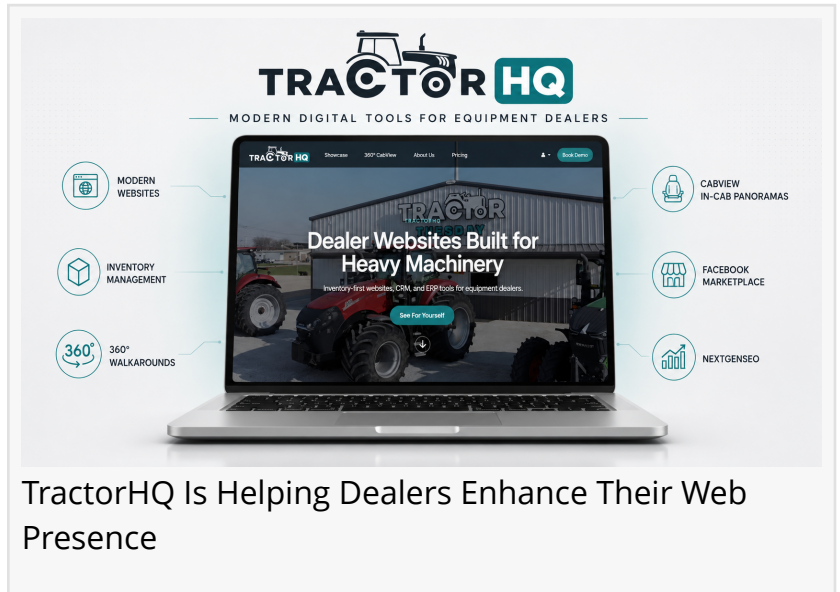 TRACTOR HQ
MODERN DIGITAL TOOLS FOR EQUIPMENT DEALERS
TRACTOR HQ
Showcase
360° CabView
About Us
Pricing
Book Demo
TRACTOR
TUESDAY
Dealer Websites Built for
Heavy Machinery
Inventory-first websites, CRM, and ERP tools for equipment dealers.
See For Yourself
MODERN
WEBSITES
INVENTORY
MANAGEMENT
360°
360°
WALKAROUNDS
CABVIEW
IN-CAB PANORAMAS
FACEBOOK
MARKETPLACE
NEXTGENSEO
TractorHQ Is Helping Dealers Enhance Their Web
Presence